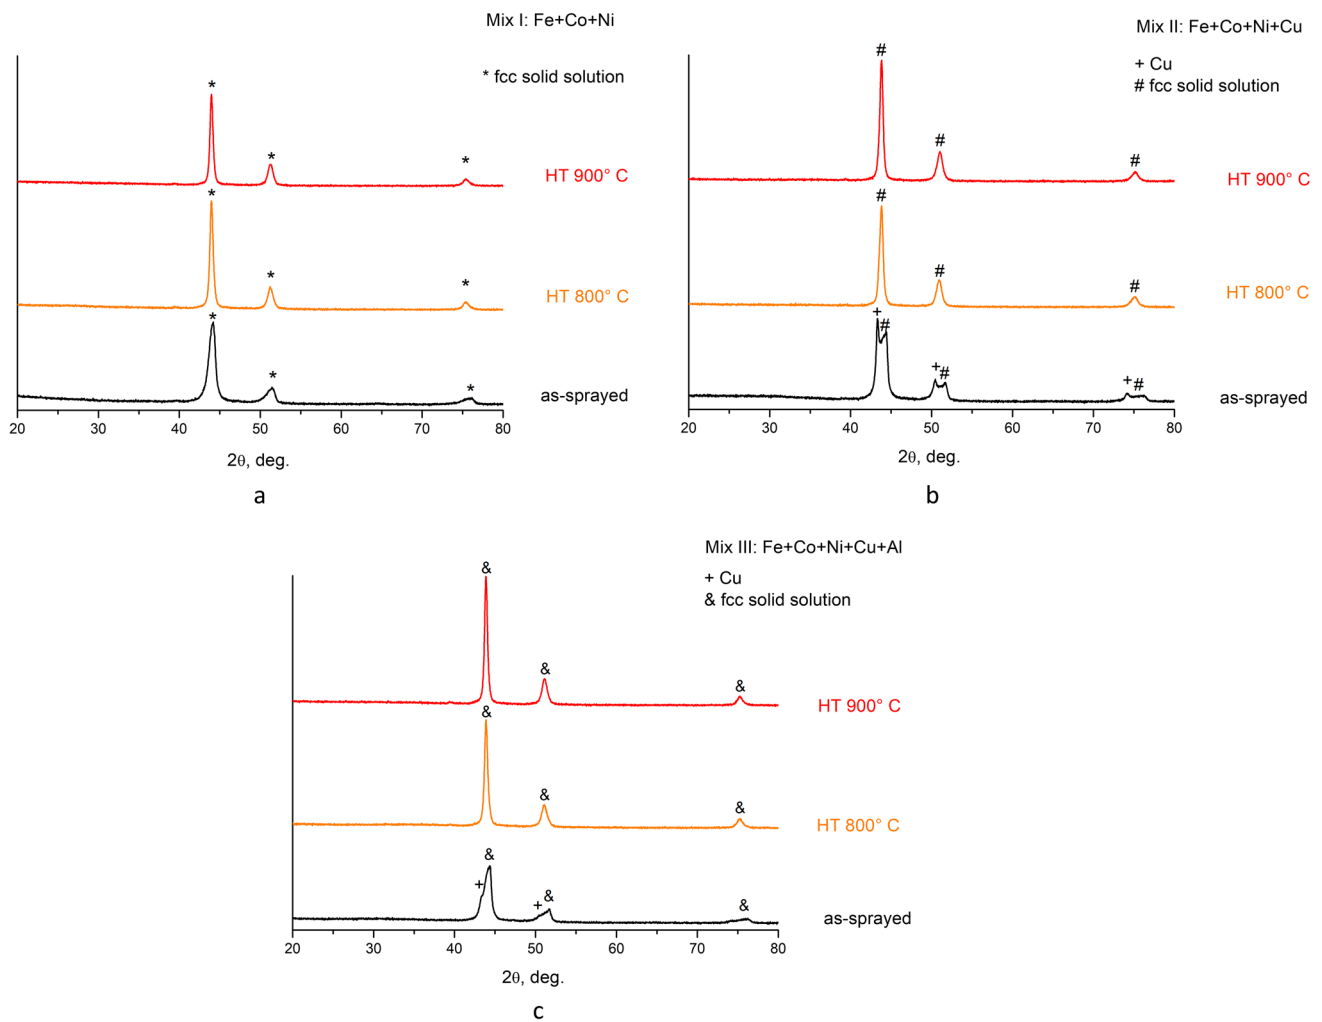 Mix I: Fe+Co+Ni
* fcc solid solution
*
*
*
HT 900° C
*
*
*
HT 800° C
*
*
*
as-sprayed
20 30 40 50 60 70 80
2θ, deg.
a
Mix II: Fe+Co+Ni+Cu
+ Cu
# fcc solid solution
#
#
#
HT 900° C
#
#
#
HT 800° C
+ #
+ #
+ #
as-sprayed
20 30 40 50 60 70 80
2θ, deg.
b
Mix III: Fe+Co+Ni+Cu+Al
+ Cu
& fcc solid solution
&
&
&
HT 900° C
&
&
&
HT 800° C
+ &
+ &
&
as-sprayed
20 30 40 50 60 70 80
2θ, deg.
c